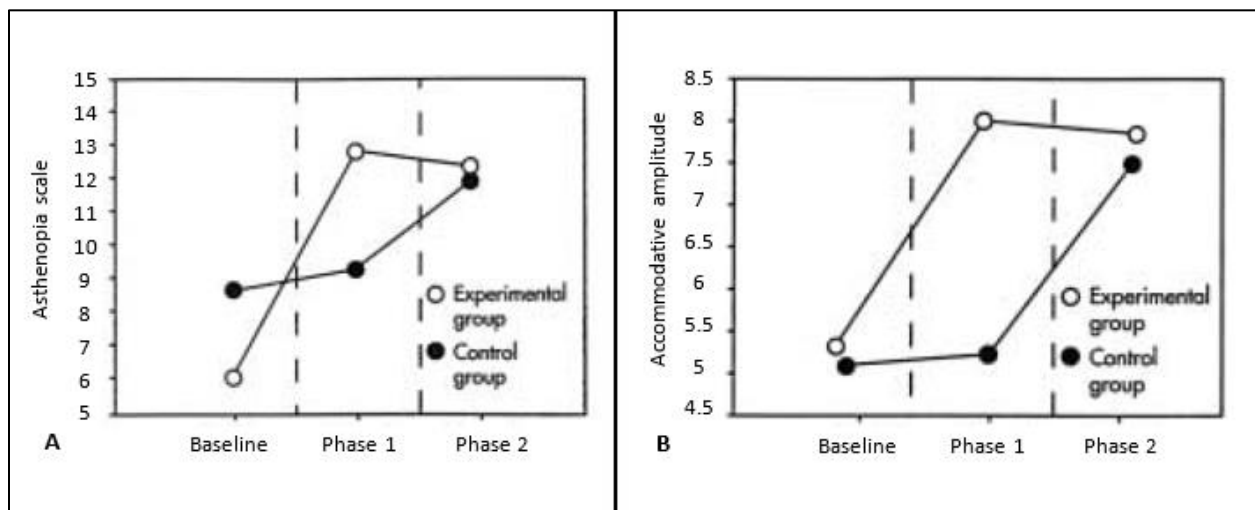 Asthenopia scale
15
14
13
12
11
10
9
8
7
6
5
Experimental
group
Control
group
A
Baseline
Phase 1
Phase 2
Accommodative amplitude
8.5
8
7.5
7
6.5
6
5.5
5
4.5
Experimental
group
Control
group
B
Baseline
Phase 1
Phase 2